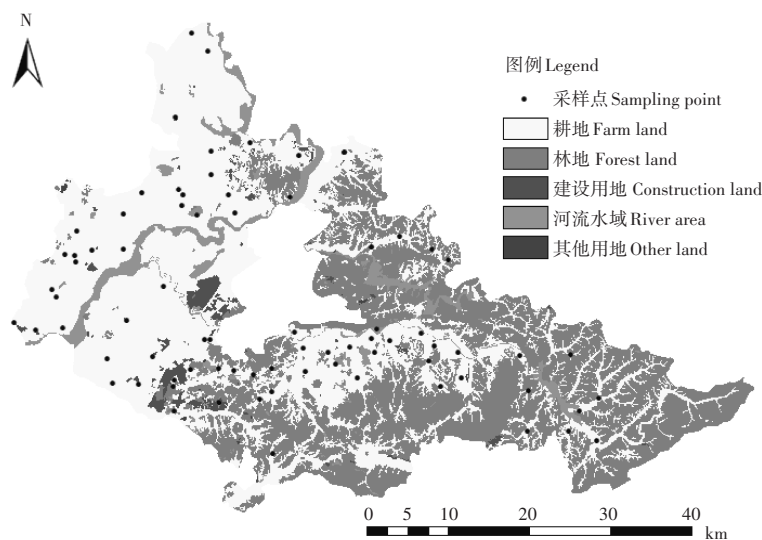 N
图例 Legend
采样点 Sampling point
耕地 Farm land
林地 Forest land
建设用地 Construction land
河流水域 River area
其他用地 Other land
0 5 10 20 30 40
km